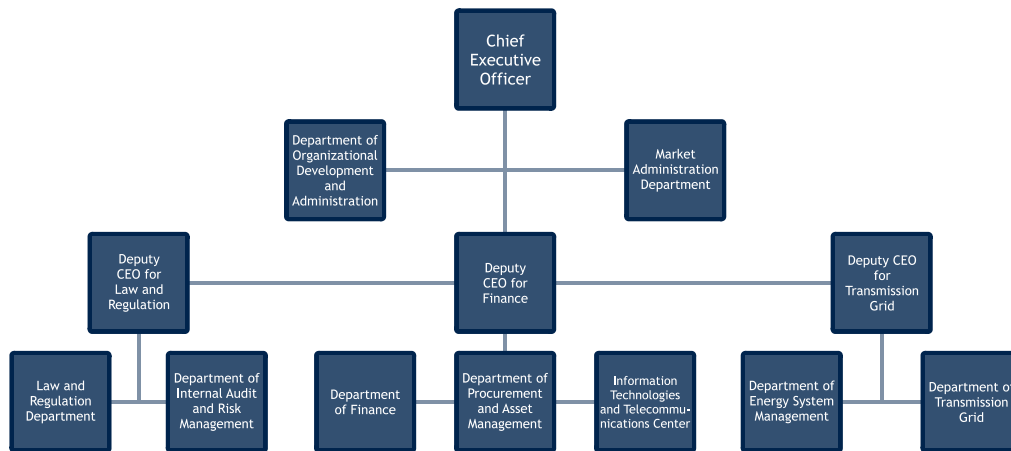 Chief
Executive
Officer
Department of
Organizational
Development
and
Administration
Market
Administration
Department
Deputy
CEO for
Law and
Regulation
Deputy
CEO for
Finance
Deputy CEO
for
Transmission
Grid
Law and
Regulation
Department
Department of
Internal Audit
and Risk
Management
Department
of Finance
Department of
Procurement
and Asset
Management
Information
Technologies
and Telecommu-
nications Center
Department of
Energy System
Management
Department of
Transmission
Grid